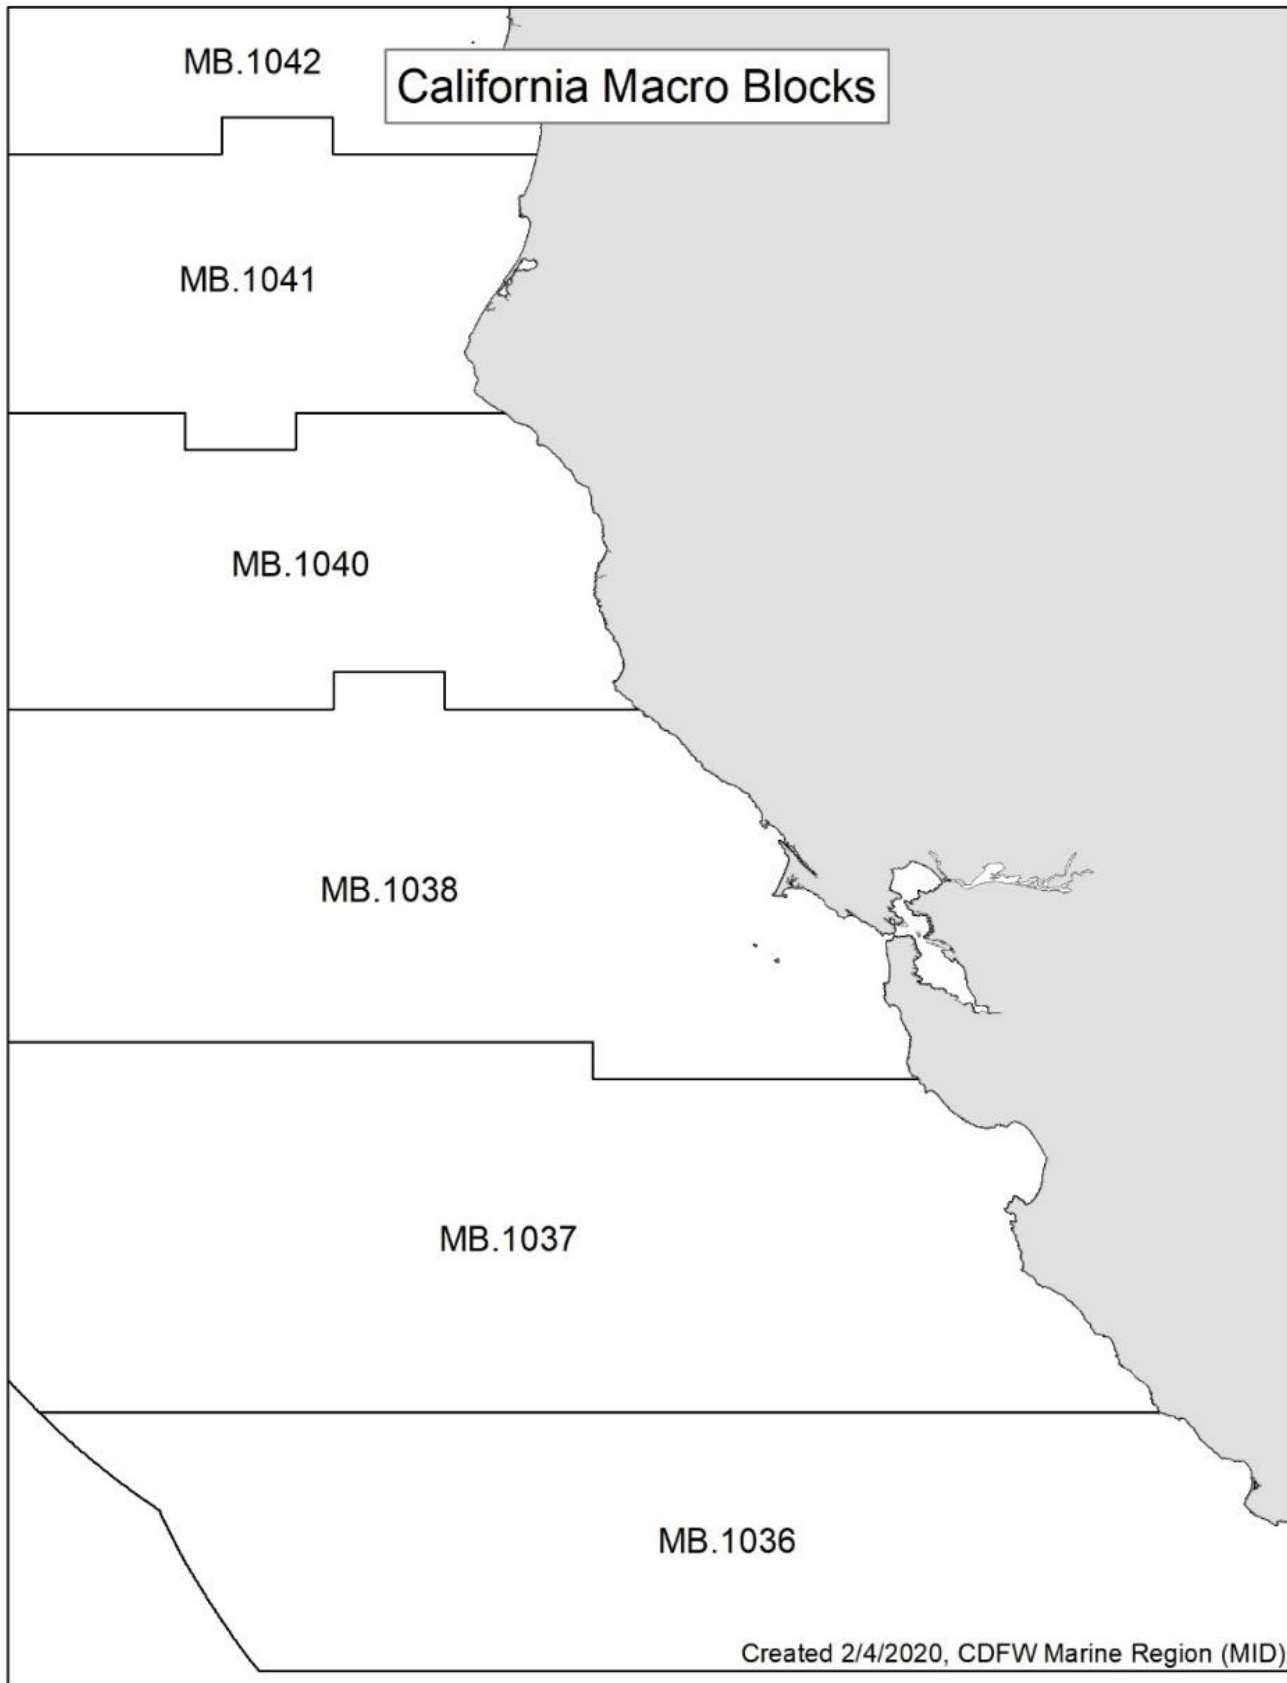 MB.1042
California Macro Blocks
MB.1041
MB.1040
MB.1038
MB.1037
MB.1036
Created 2/4/2020, CDFW Marine Region (MID)